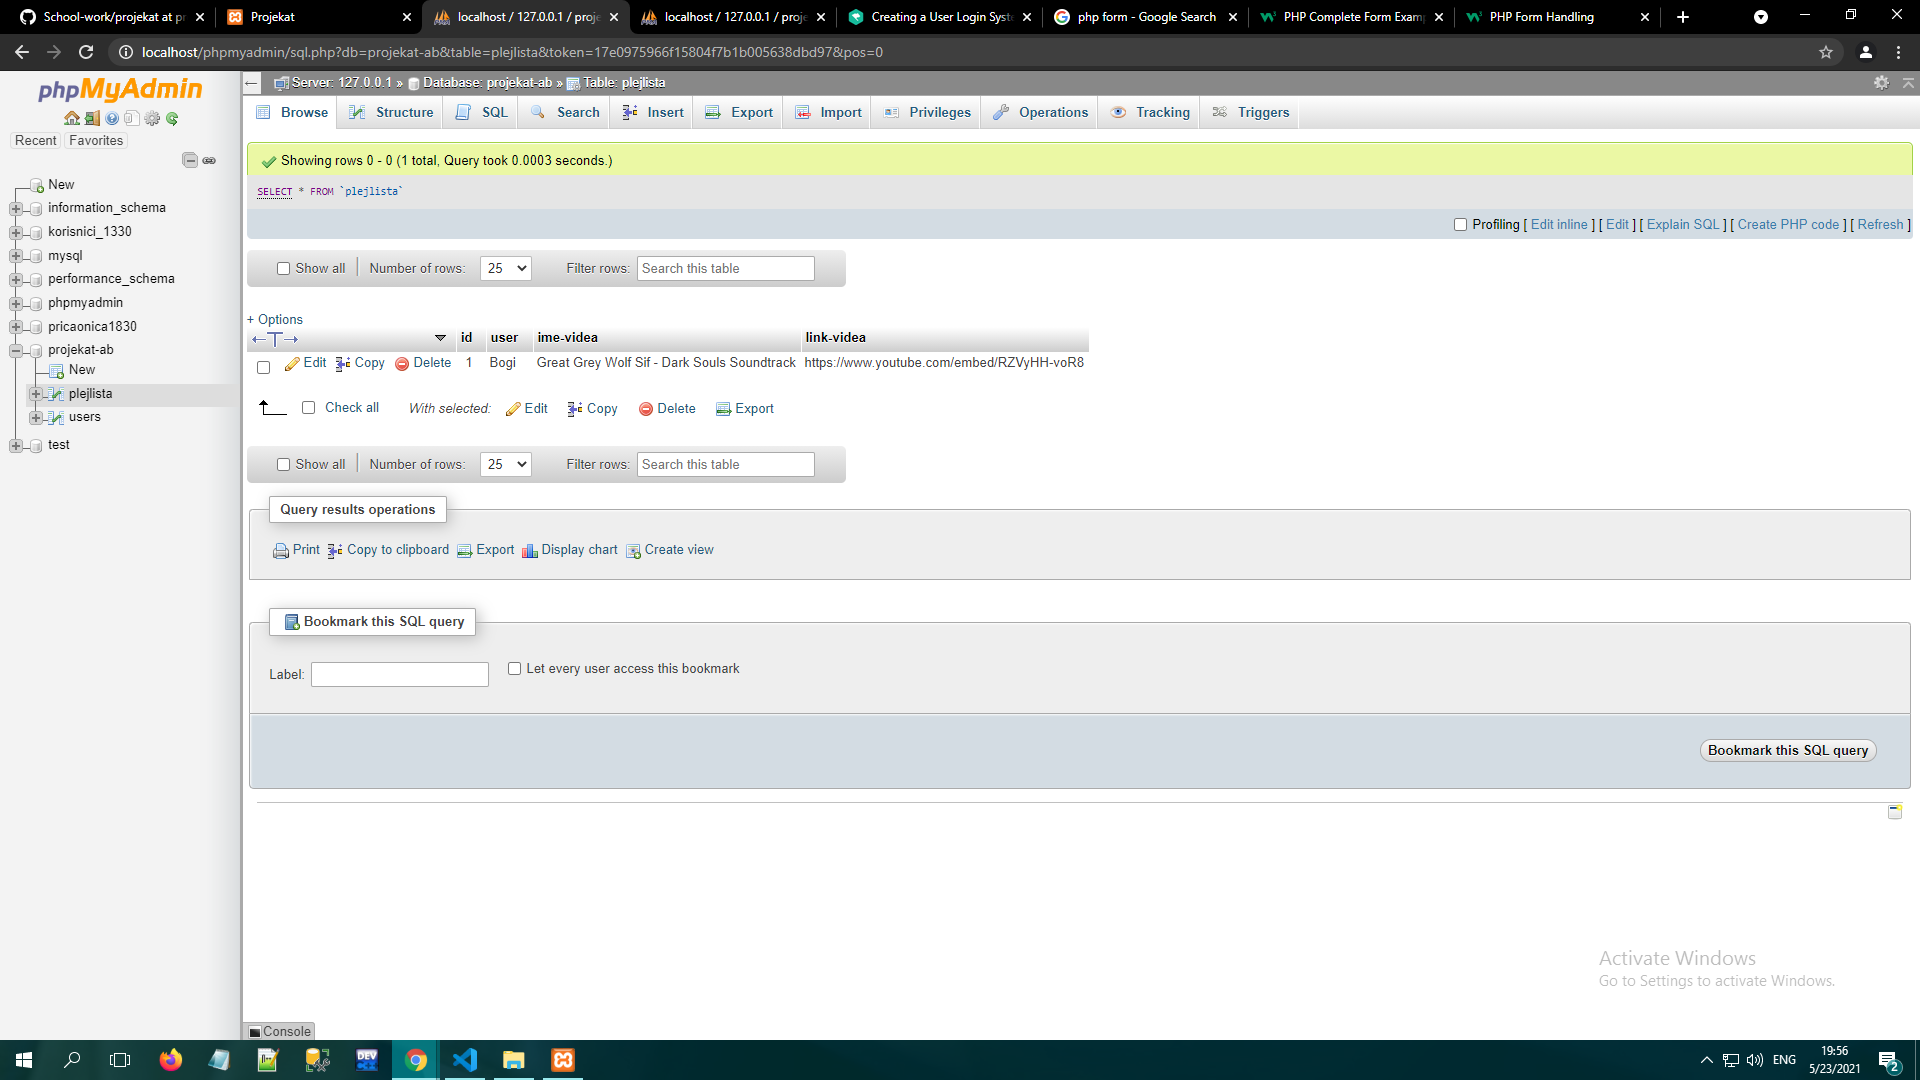 School-work/projekat at pr
Projekat
localhost / 127.0.0.1 / proje
localhost / 127.0.0.1 / proje
Creating a User Login Syste
php form - Google Search
PHP Complete Form Examp
PHP Form Handling
localhost/phpmyadmin/sql.php?db=projekat-ab&table=plejlista&token=17e0975966f15804f7b1b005638dbd97&pos=0
phpMyAdmin
Recent Favorites
New
information_schema
korisnici_1330
mysql
performance_schema
phpmyadmin
pricaonica1830
projekat-ab
New
plejlista
users
test
Server: 127.0.0.1 » Database: projekat-ab » Table: plejlista
Browse Structure SQL Search Insert Export Import Privileges Operations Tracking Triggers
Showing rows 0 - 0 (1 total, Query took 0.0003 seconds.)
SELECT * FROM `plejlista`
Profiling [ Edit inline ] [ Edit ] [ Explain SQL ] [ Create PHP code ] [ Refresh ]
Show all Number of rows: 25 Filter rows: Search this table
+ Options
←T→ id user ime-videa link-videa
Edit Copy Delete 1 Bogi Great Grey Wolf Sif - Dark Souls Soundtrack https://www.youtube.com/embed/RZVyHH-voR8
Check all With selected: Edit Copy Delete Export
Show all Number of rows: 25 Filter rows: Search this table
Query results operations
Print Copy to clipboard Export Display chart Create view
Bookmark this SQL query
Label: Let every user access this bookmark
Bookmark this SQL query
Activate Windows
Go to Settings to activate Windows.
Console
DEV
ENG
19:56
5/23/2021
2